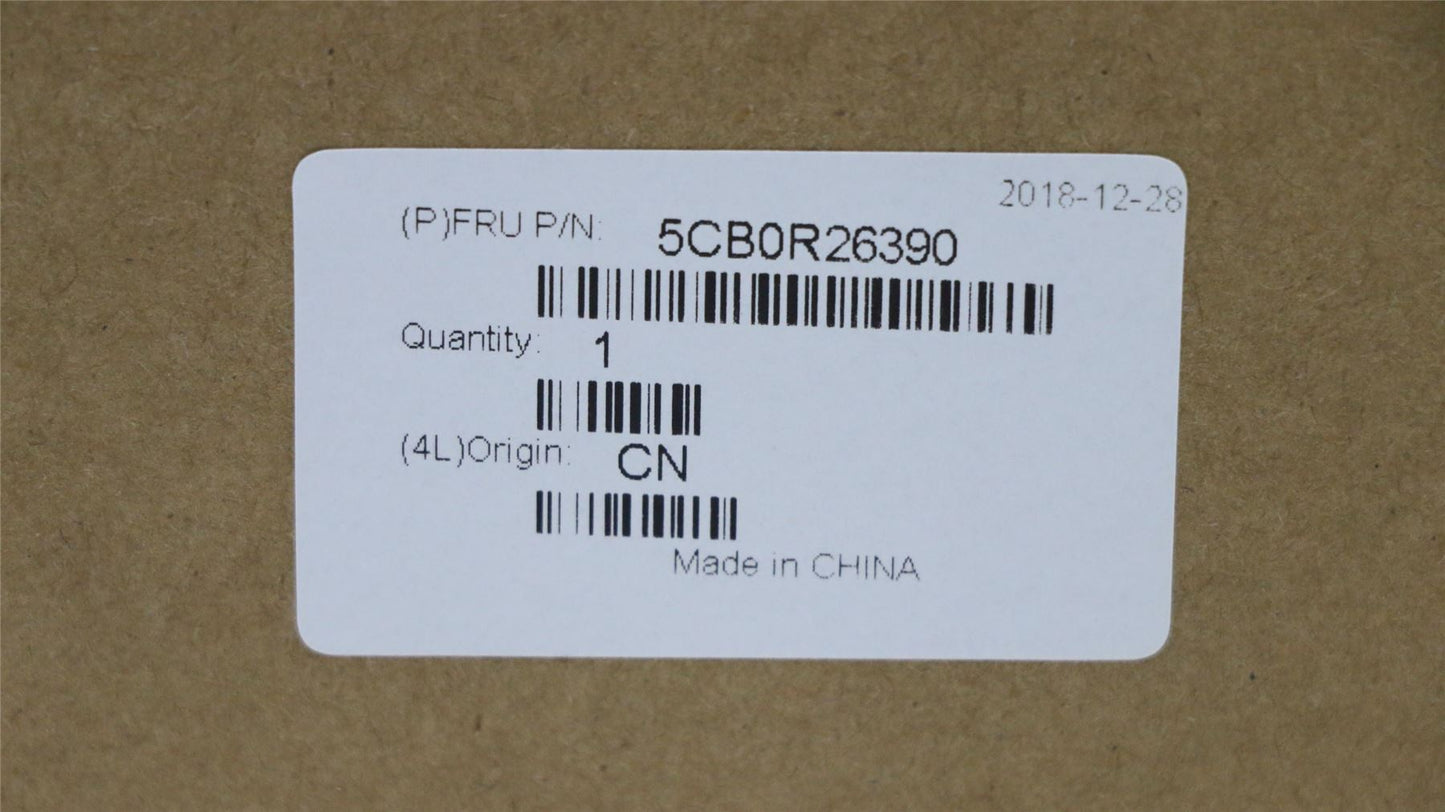 2018-12-28
(P)FRU P/N: 5CB0R26390
Quantity: 1
(4L)Origin: CN
Made in CHINA